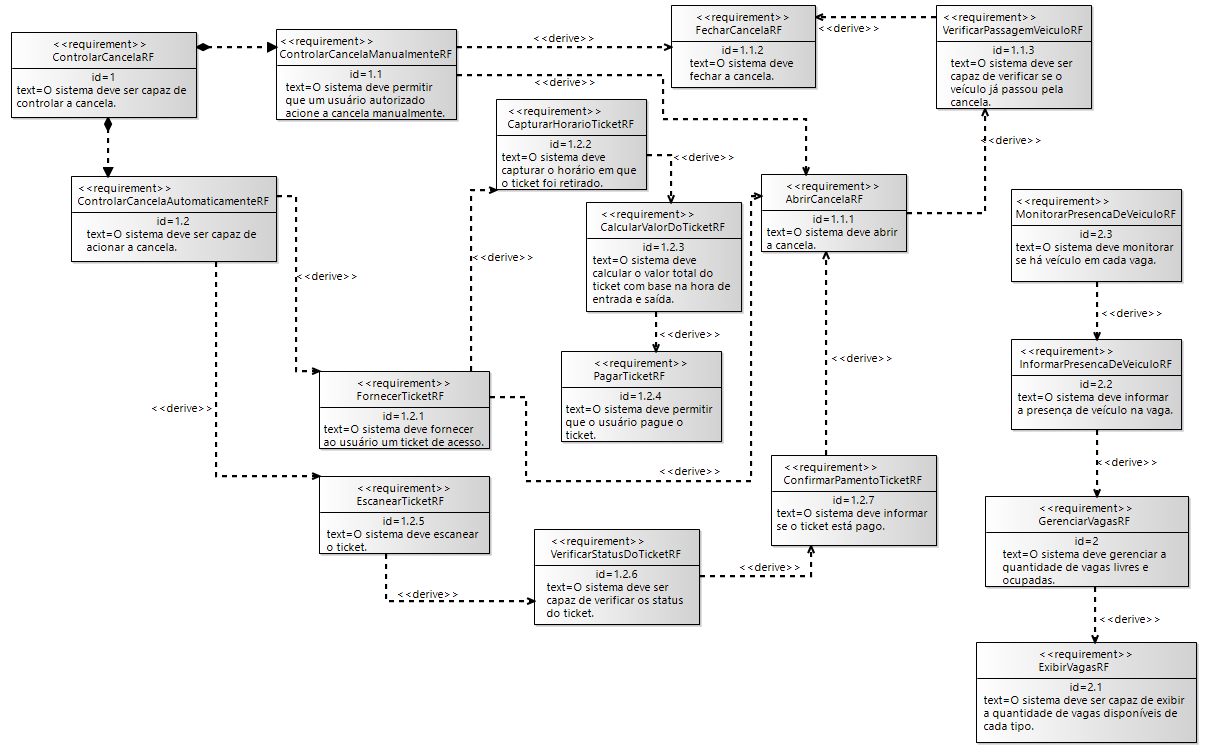 <<requirement>>
ControlarCancelaRF
id=1
text=O sistema deve ser capaz de
controlar a cancela.
<<requirement>>
ControlarCancelaManualmenteRF
id=1.1
text=O sistema deve permitir
que um usuário autorizado
acione a cancela manualmente.
<<derive>>
<<derive>>
<<requirement>>
FecharCancelaRF
id=1.1.2
text=O sistema deve
fechar a cancela.
<<derive>>
<<requirement>>
VerificarPassagemVeiculoRF
id=1.1.3
text=O sistema deve ser
capaz de verificar se o
veículo já passou pela
cancela.
<<derive>>
<<requirement>>
CapturarHorarioTicketRF
id=1.2.2
text=O sistema deve
capturar o horário em que
o ticket foi retirado.
<<derive>>
<<requirement>>
ControlarCancelaAutomaticamenteRF
id=1.2
text=O sistema deve ser capaz de
acionar a cancela.
<<requirement>>
AbrirCancelaRF
id=1.1.1
text=O sistema deve abrir
a cancela.
<<requirement>>
MonitorarPresencaDeVeiculoRF
id=2.3
text=O sistema deve monitorar
se há veículo em cada vaga.
<<requirement>>
CalcularValorDoTicketRF
id=1.2.3
text=O sistema deve
calcular o valor total do
ticket com base na hora de
entrada e saída.
<<derive>>
<<derive>>
<<derive>>
<<derive>>
<<requirement>>
InformarPresencaDeVeiculoRF
id=2.2
text=O sistema deve informar
a presença de veículo na vaga.
<<requirement>>
PagarTicketRF
id=1.2.4
text=O sistema deve permitir
que o usuário pague o
ticket.
<<derive>>
<<requirement>>
FornecerTicketRF
id=1.2.1
text=O sistema deve fornecer
ao usuário um ticket de acesso.
<<derive>>
<<derive>>
<<derive>>
<<requirement>>
ConfirmarPamentoTicketRF
id=1.2.7
text=O sistema deve informar
se o ticket está pago.
<<requirement>>
EscanearTicketRF
id=1.2.5
text=O sistema deve escanear
o ticket.
<<requirement>>
GerenciarVagasRF
id=2
text=O sistema deve gerenciar a
quantidade de vagas livres e
ocupadas.
<<requirement>>
VerificarStatusDoTicketRF
id=1.2.6
text=O sistema deve ser
capaz de verificar os status
do ticket.
<<derive>>
<<derive>>
<<derive>>
<<requirement>>
ExibirVagasRF
id=2.1
text=O sistema deve ser capaz de exibir
a quantidade de vagas disponíveis de
cada tipo.